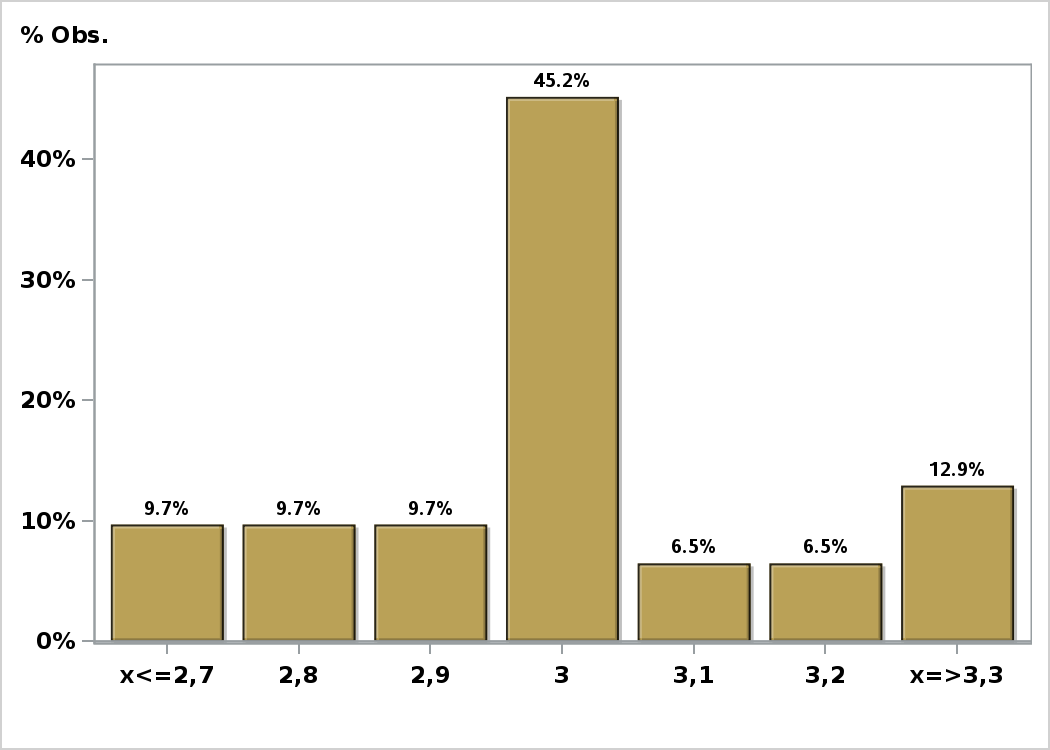 % Obs.
45.2%
40%
30%
20%
12.9%
9.7% 9.7% 9.7%
10%
6.5% 6.5%
0%
x<=2,7 2,8 2,9 3 3,1 3,2 x=>3,3